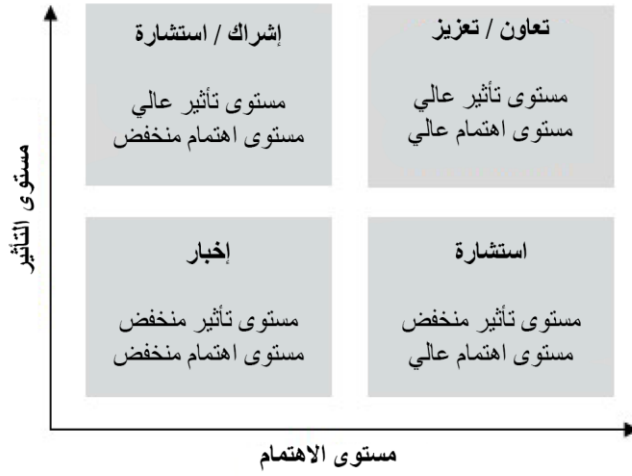 تعاون / تعزيز
مستوى تأثير عالي
مستوى اهتمام عالي
إشراك / استشارة
مستوى تأثير عالي
مستوى اهتمام منخفض
استشارة
مستوى تأثير منخفض
مستوى اهتمام عالي
إخبار
مستوى تأثير منخفض
مستوى اهتمام منخفض
مستوى التأثير
مستوى الاهتمام